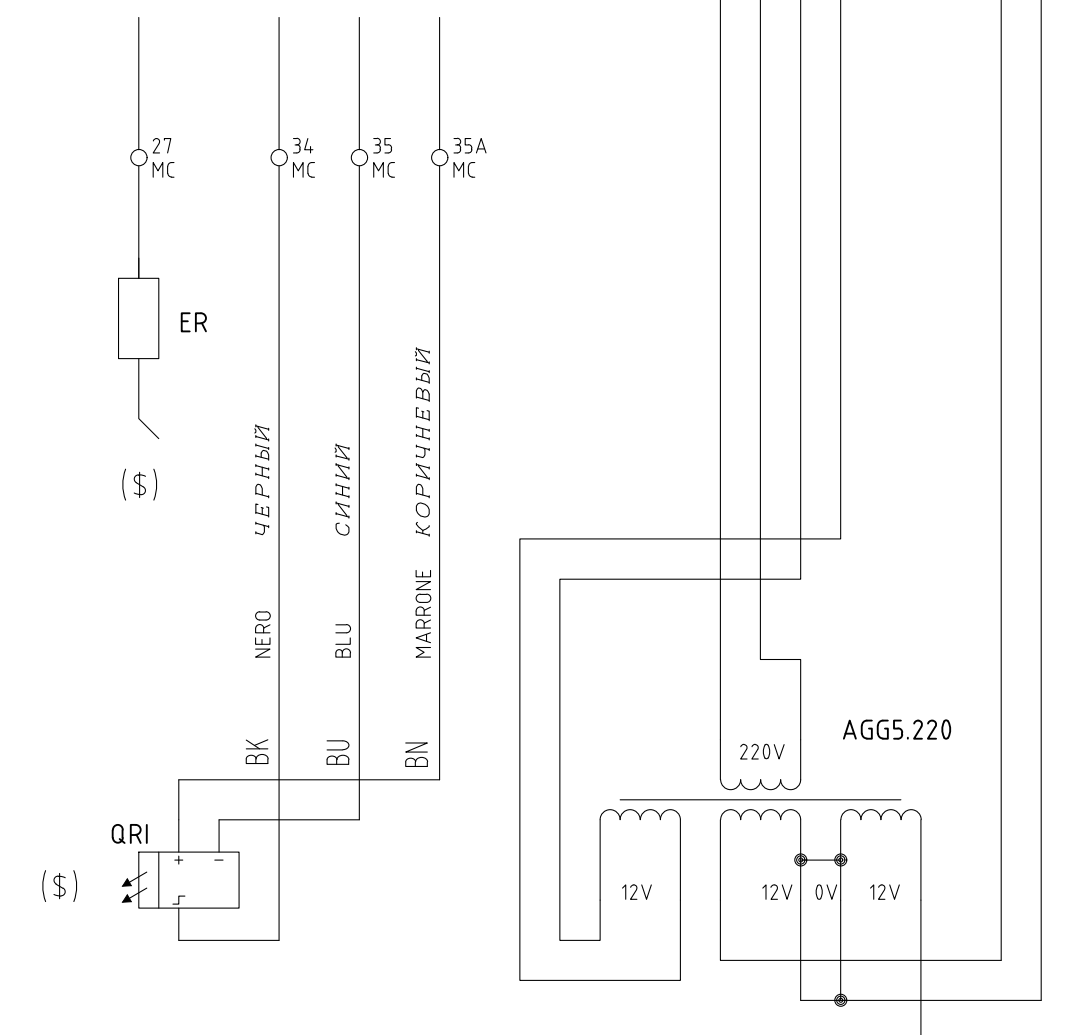 27
MC
34
MC
35
MC
35A
MC
ER
($)
ЧЕРНЫЙ
СИНИЙ
КОРИЧНЕВЫЙ
NERO
BLU
MARRONE
BK
BU
BN
AGG5.220
220V
QRI
+ −
($)
12V
12V
0V
12V